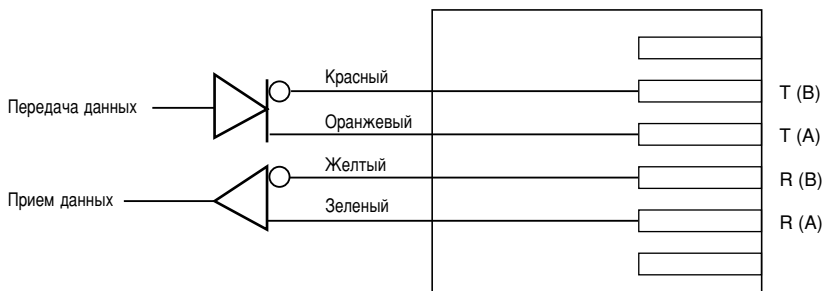 Красный
T (B)
Передача данных
Оранжевый
T (A)
Желтый
R (B)
Прием данных
Зеленый
R (A)